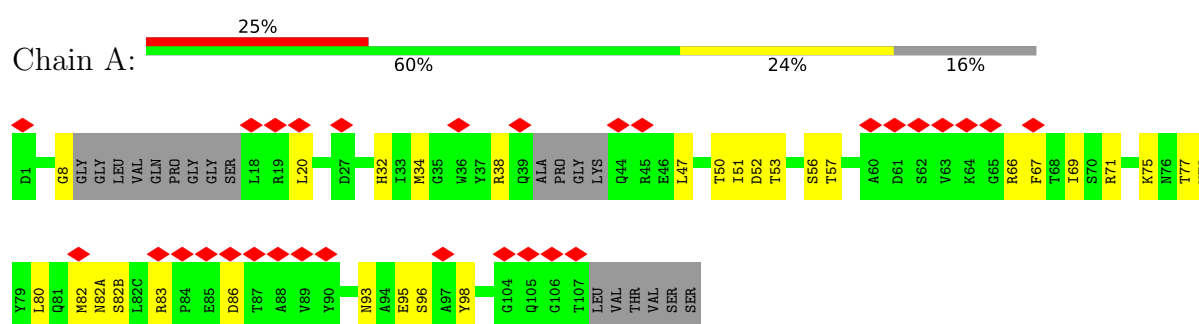 25%
Chain A:
60% 24% 16%
D1 G8 GLY GLY LEU VAL GLN PRO GLY GLY SER L18 R19 L20 D27 H32 I33 M34 G35 W36 Y37 R38 Q39 ALA PRO GLY LYS Q44 R45 E46 L47 T50 I51 D52 T53 S56 T57 A60 D61 S62 V63 K64 G65 R66 F67 T68 I69 S70 R71 K75 N76 T77
Y79 L80 Q81 M82 N82A S82B L82C R83 P84 E85 D86 T87 A88 V89 Y90 N93 A94 E95 S96 A97 Y98 G104 Q105 G106 T107 LEU VAL THR VAL SER SER